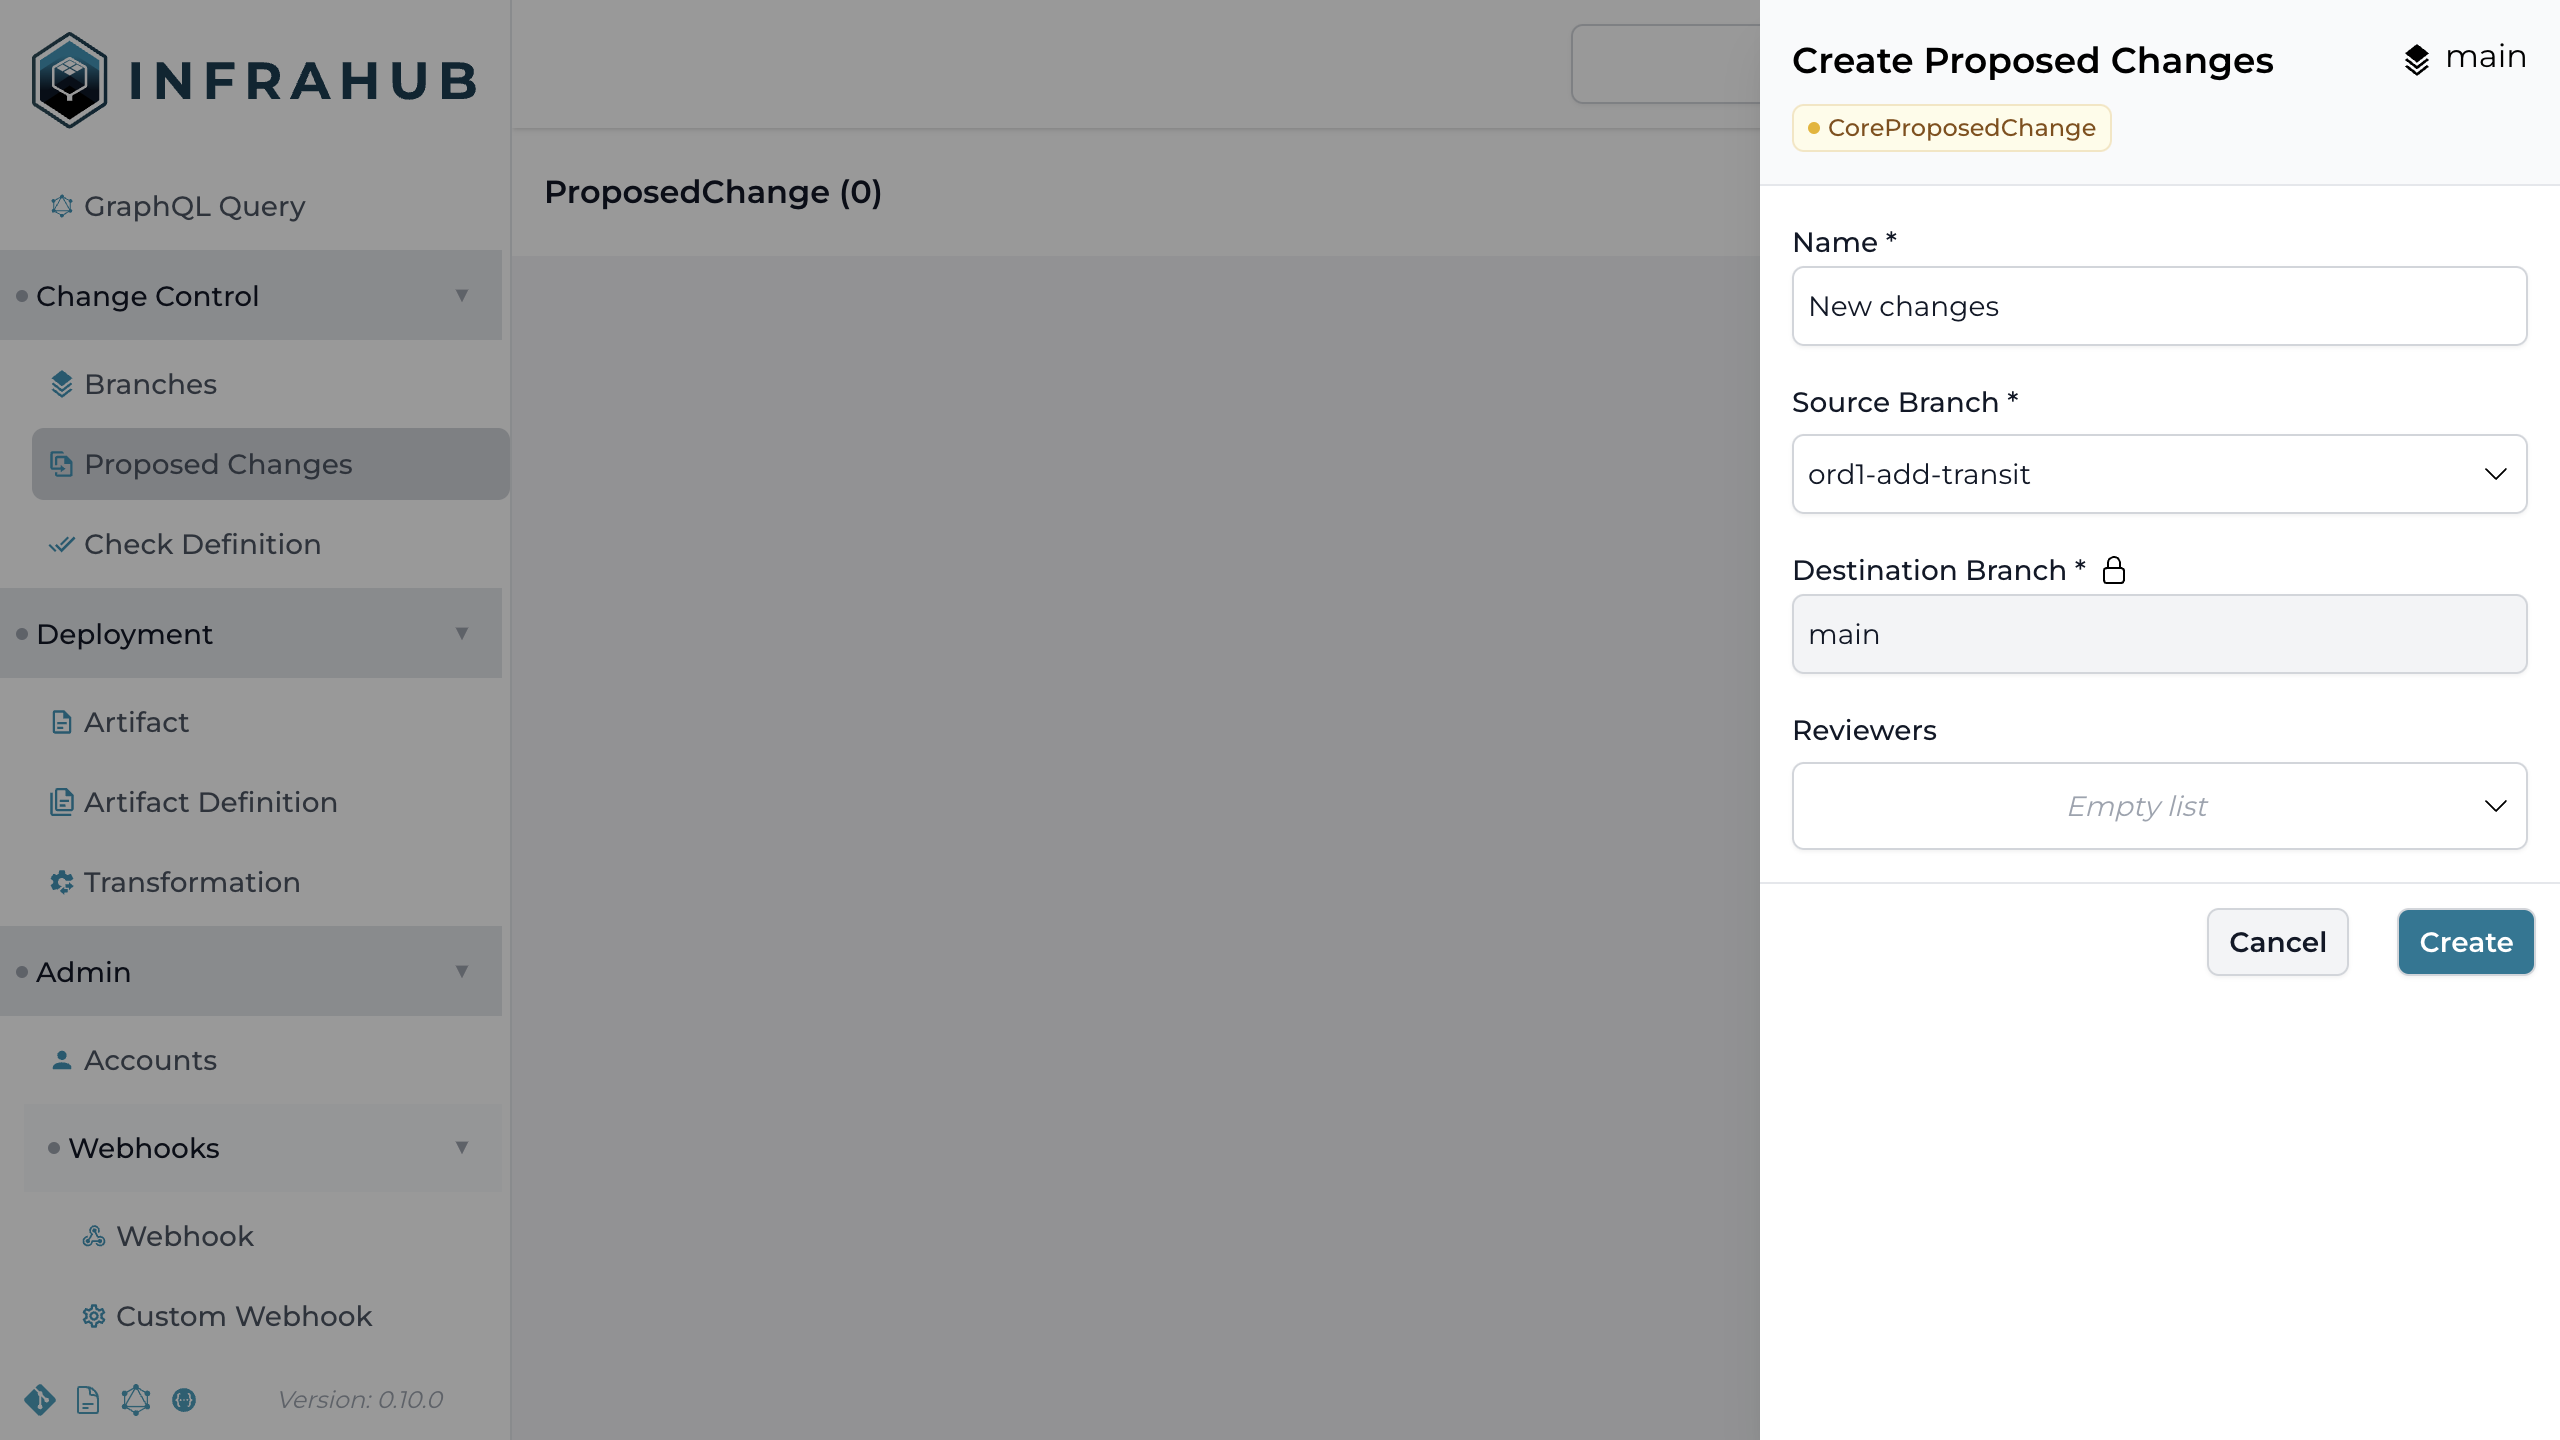 INFRAHUB
GraphQL Query
Change Control
Branches
Proposed Changes
Check Definition
Deployment
Artifact
Artifact Definition
Transformation
Admin
Accounts
Webhooks
Webhook
Custom Webhook
Version: 0.10.0
ProposedChange (0)
Create Proposed Changes
main
CoreProposedChange
Name *
New changes
Source Branch *
ord1-add-transit
Destination Branch *
main
Reviewers
Empty list
Cancel
Create